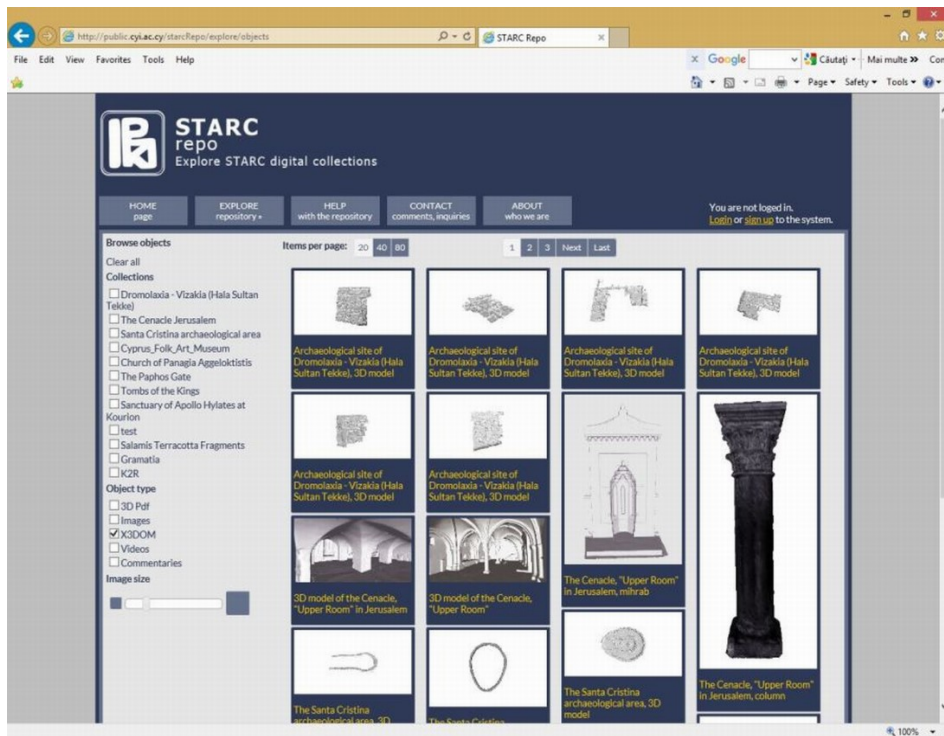 http://public.cyi.ac.cy/starcRepo/explore/objects
STARC Repo
File Edit View Favorites Tools Help
Google
Căutați
Mai multe »
Page Safety Tools
STARC
repo
Explore STARC digital collections
HOME
page
EXPLORE
repository
HELP
with the repository
CONTACT
comments, inquiries
ABOUT
who we are
You are not loged in.
Login or sign up to the system.
Browse objects
Clear all
Collections
Dromolaxia - Vizakia (Hala Sultan
Tekke)
The Cenacle Jerusalem
Santa Cristina archaeological area
Cyprus_Folk_Art_Museum
Church of Panagia Aggeloktistis
The Paphos Gate
Tombs of the Kings
Sanctuary of Apollo Hylates at
Kourion
test
Salamis Terracotta Fragments
Gramatia
K2R
Object type
3D Pdf
Images
X3DOM
Videos
Commentaries
Image size
Items per page: 20 40 80
1 2 3 Next Last
Archaeological site of
Dromolaxia - Vizakia (Hala
Sultan Tekke), 3D model
Archaeological site of
Dromolaxia - Vizakia (Hala
Sultan Tekke), 3D model
Archaeological site of
Dromolaxia - Vizakia (Hala
Sultan Tekke), 3D model
Archaeological site of
Dromolaxia - Vizakia (Hala
Sultan Tekke), 3D model
Archaeological site of
Dromolaxia - Vizakia (Hala
Sultan Tekke), 3D model
Archaeological site of
Dromolaxia - Vizakia (Hala
Sultan Tekke), 3D model
The Cenacle, "Upper Room"
in Jerusalem, mihrab
3D model of the Cenacle,
"Upper Room" in Jerusalem
3D model of the Cenacle,
"Upper Room"
The Cenacle, "Upper Room"
in Jerusalem, column
The Santa Cristina
archaeological area, 3D
The Santa Cristina
The Santa Cristina
archaeological area, 3D
model
100%